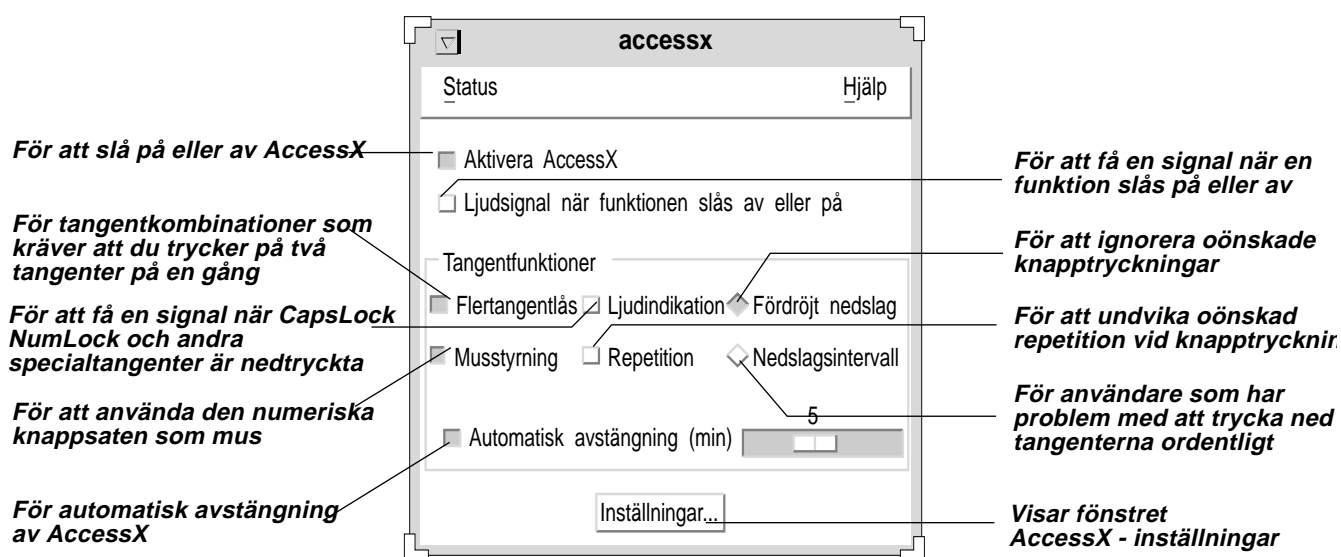 accessx
Status Hjälp
För att slå på eller av AccessX
Aktivera AccessX
Ljudsignal när funktionen slås av eller på
För att få en signal när en
funktion slås på eller av
För tangentkombinationer som
kräver att du trycker på två
tangenter på en gång
För att ignorera oönskade
knapptryckningar
Tangentfunktioner
Flertangentlås Ljudindikation Fördröjt nedslag
För att få en signal när CapsLock
NumLock och andra
specialtangenter är nedtryckta
För att undvika oönskad
repetition vid
Musstyrning Repetition Nedslagsintervall
För att använda den numeriska
knappsaten som mus
För användare som har
problem med att trycka ned
tangenterna ordentligt
5
Automatisk avstängning (min)
För automatisk avstängning
av AccessX
Inställningar...
Visar fönstret
AccessX - inställningar